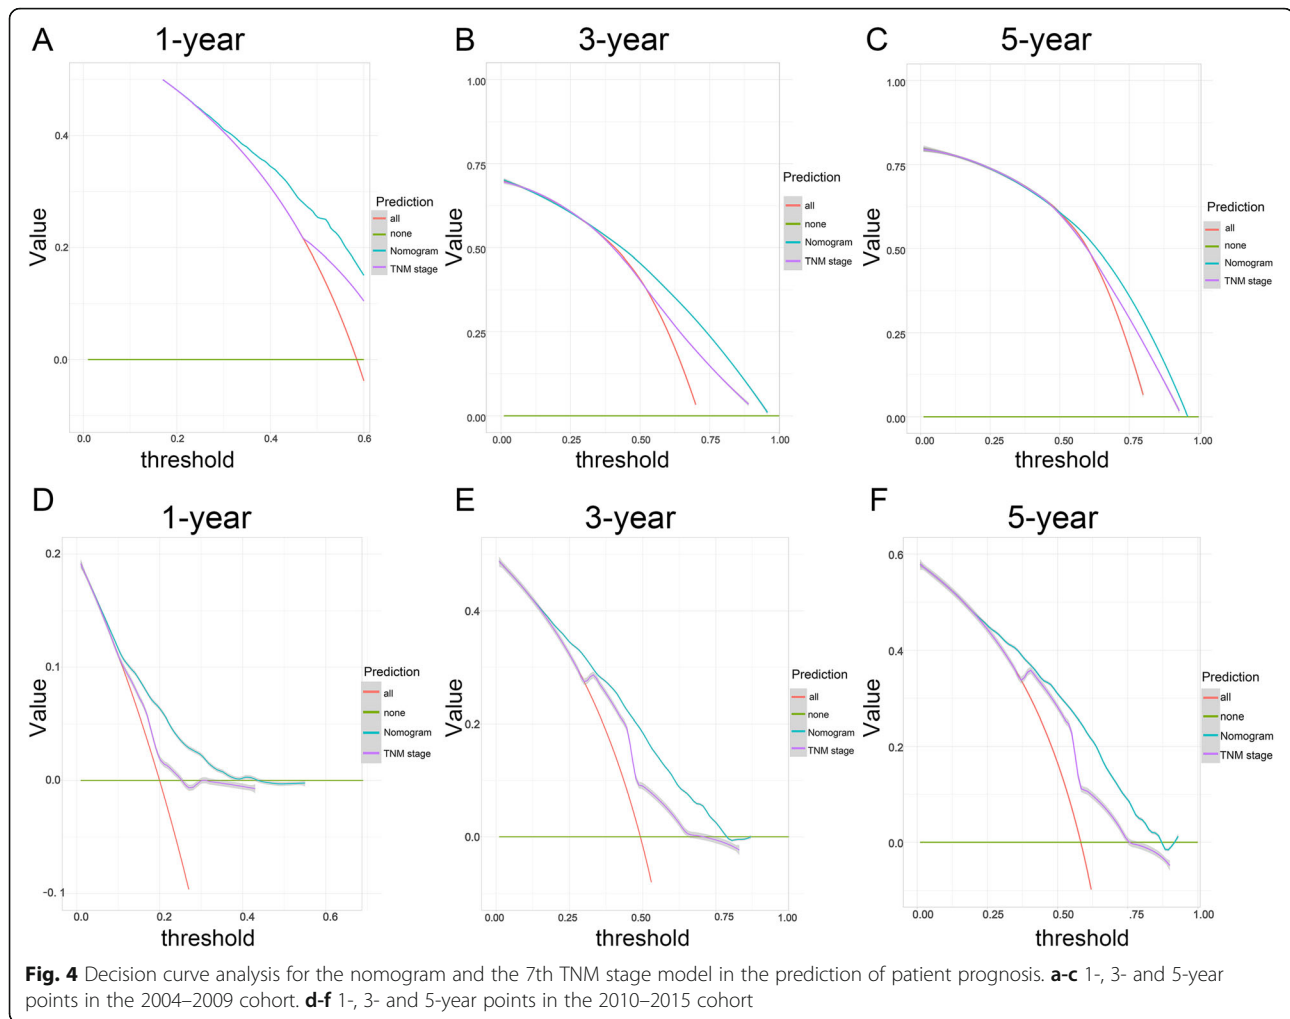 A
1-year
0.4
0.2
0.0
0.0 0.2 0.4 0.6
Value
threshold
Prediction
all
none
Nomogram
TNM stage
B
3-year
1.00
0.75
0.50
0.25
0.00
0.00 0.25 0.50 0.75 1.00
Value
threshold
Prediction
all
none
Nomogram
TNM stage
C
5-year
1.00
0.75
0.50
0.25
0.00
0.00 0.25 0.50 0.75 1.00
Value
threshold
Prediction
all
none
Nomogram
TNM stage
D
1-year
0.2
0.1
0.0
-0.1
0.0 0.2 0.4 0.6
Value
threshold
Prediction
all
none
Nomogram
TNM stage
E
3-year
0.4
0.2
0.0
0.00 0.25 0.50 0.75 1.00
Value
threshold
Prediction
all
none
Nomogram
TNM stage
F
5-year
0.6
0.4
0.2
0.0
0.00 0.25 0.50 .75 1.00
Value
threshold
Prediction
all
none
Nomogram
TNM stage
Fig. 4 Decision curve analysis for the nomogram and the 7th TNM stage model in the prediction of patient prognosis. a-c 1-, 3- and 5-year
points in the 2004–2009 cohort. d-f 1-, 3- and 5-year points in the 2010–2015 cohort